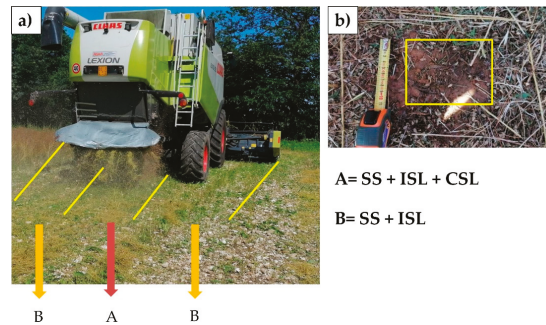 a)
CLAAS
LEXION
B
A
B
b)
A= SS + ISL + CSL
B= SS + ISL